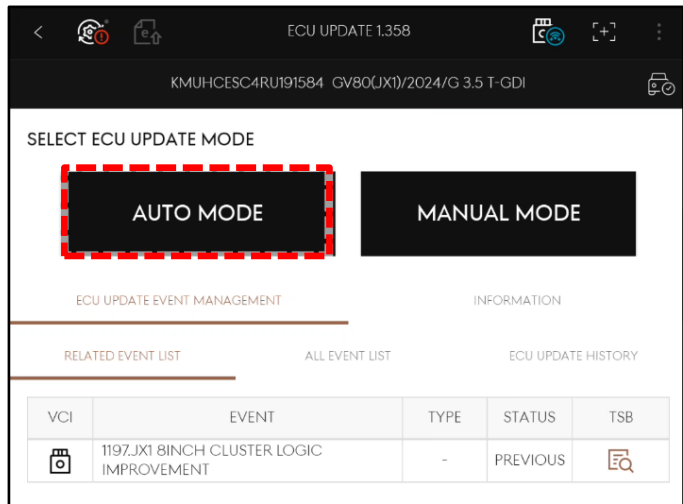 ECU UPDATE 1.358
KMUHCESC4RU191584 GV80(JX1)/2024/G 3.5 T-GDI
SELECT ECU UPDATE MODE
AUTO MODE
MANUAL MODE
ECU UPDATE EVENT MANAGEMENT
INFORMATION
RELATED EVENT LIST
ALL EVENT LIST
ECU UPDATE HISTORY
VCI
EVENT
TYPE
STATUS
TSB
1197.JX1 8INCH CLUSTER LOGIC
IMPROVEMENT
-
PREVIOUS